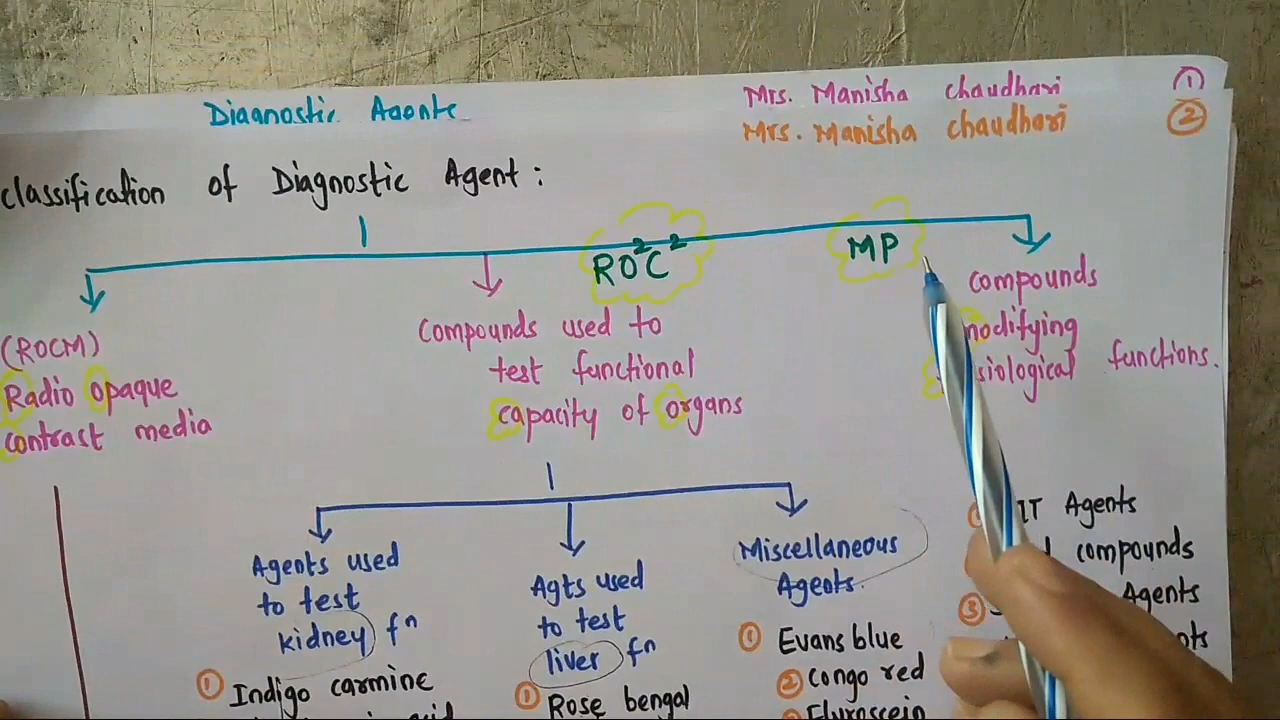 Diagnostic Agents
Mrs. Manisha chaudhari ①
Mrs. Manisha chaudhari ②
classification of Diagnostic Agent :
RO²C²
MP
(ROCM)
Radio opaque
contrast media
Compounds used to
test functional
capacity of organs
compounds
modifying
functions.
Agents used
to test
kidney fⁿ
① Indigo carmine
Agts used
to test
liver fⁿ
① Rose bengal
Miscellaneous
Agents.
① Evans blue
② Congo red
Agents
compounds
③ Agents